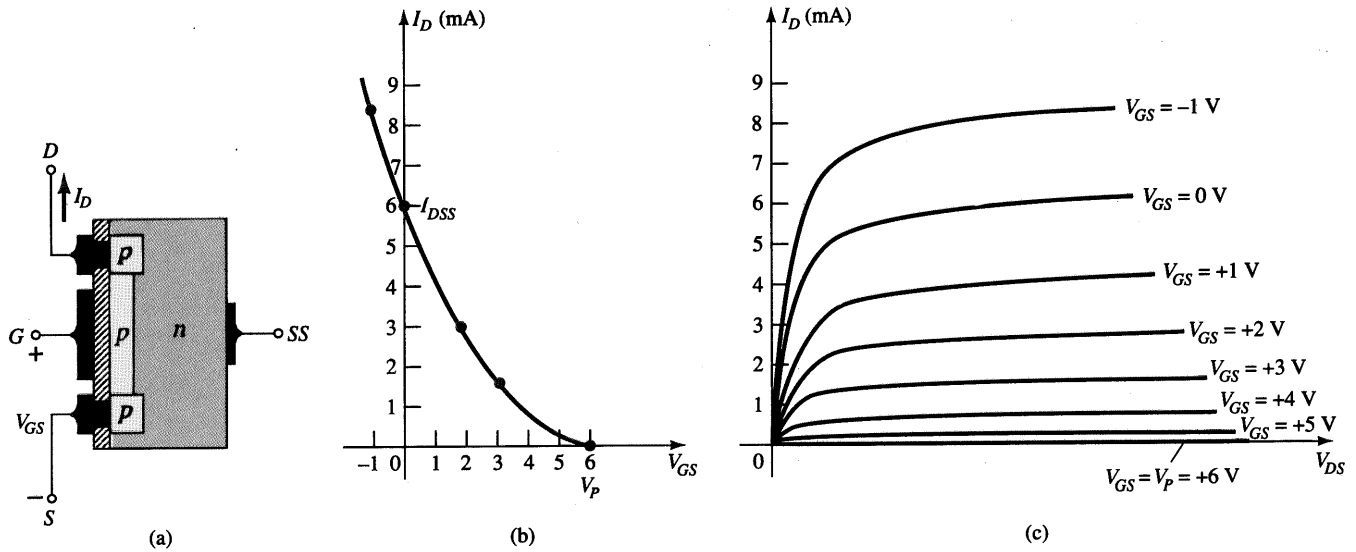 D
I_D
p
G
+
p
n
SS
p
V_GS
−
S
(a)
I_D (mA)
9
8
7
6
I_DSS
5
4
3
2
1
−1 0 1 2 3 4 5 6
V_GS
V_P
(b)
I_D (mA)
9
8
7
6
5
4
3
2
1
0
V_GS = −1 V
V_GS = 0 V
V_GS = +1 V
V_GS = +2 V
V_GS = +3 V
V_GS = +4 V
V_GS = +5 V
V_DS
V_GS = V_P = +6 V
(c)